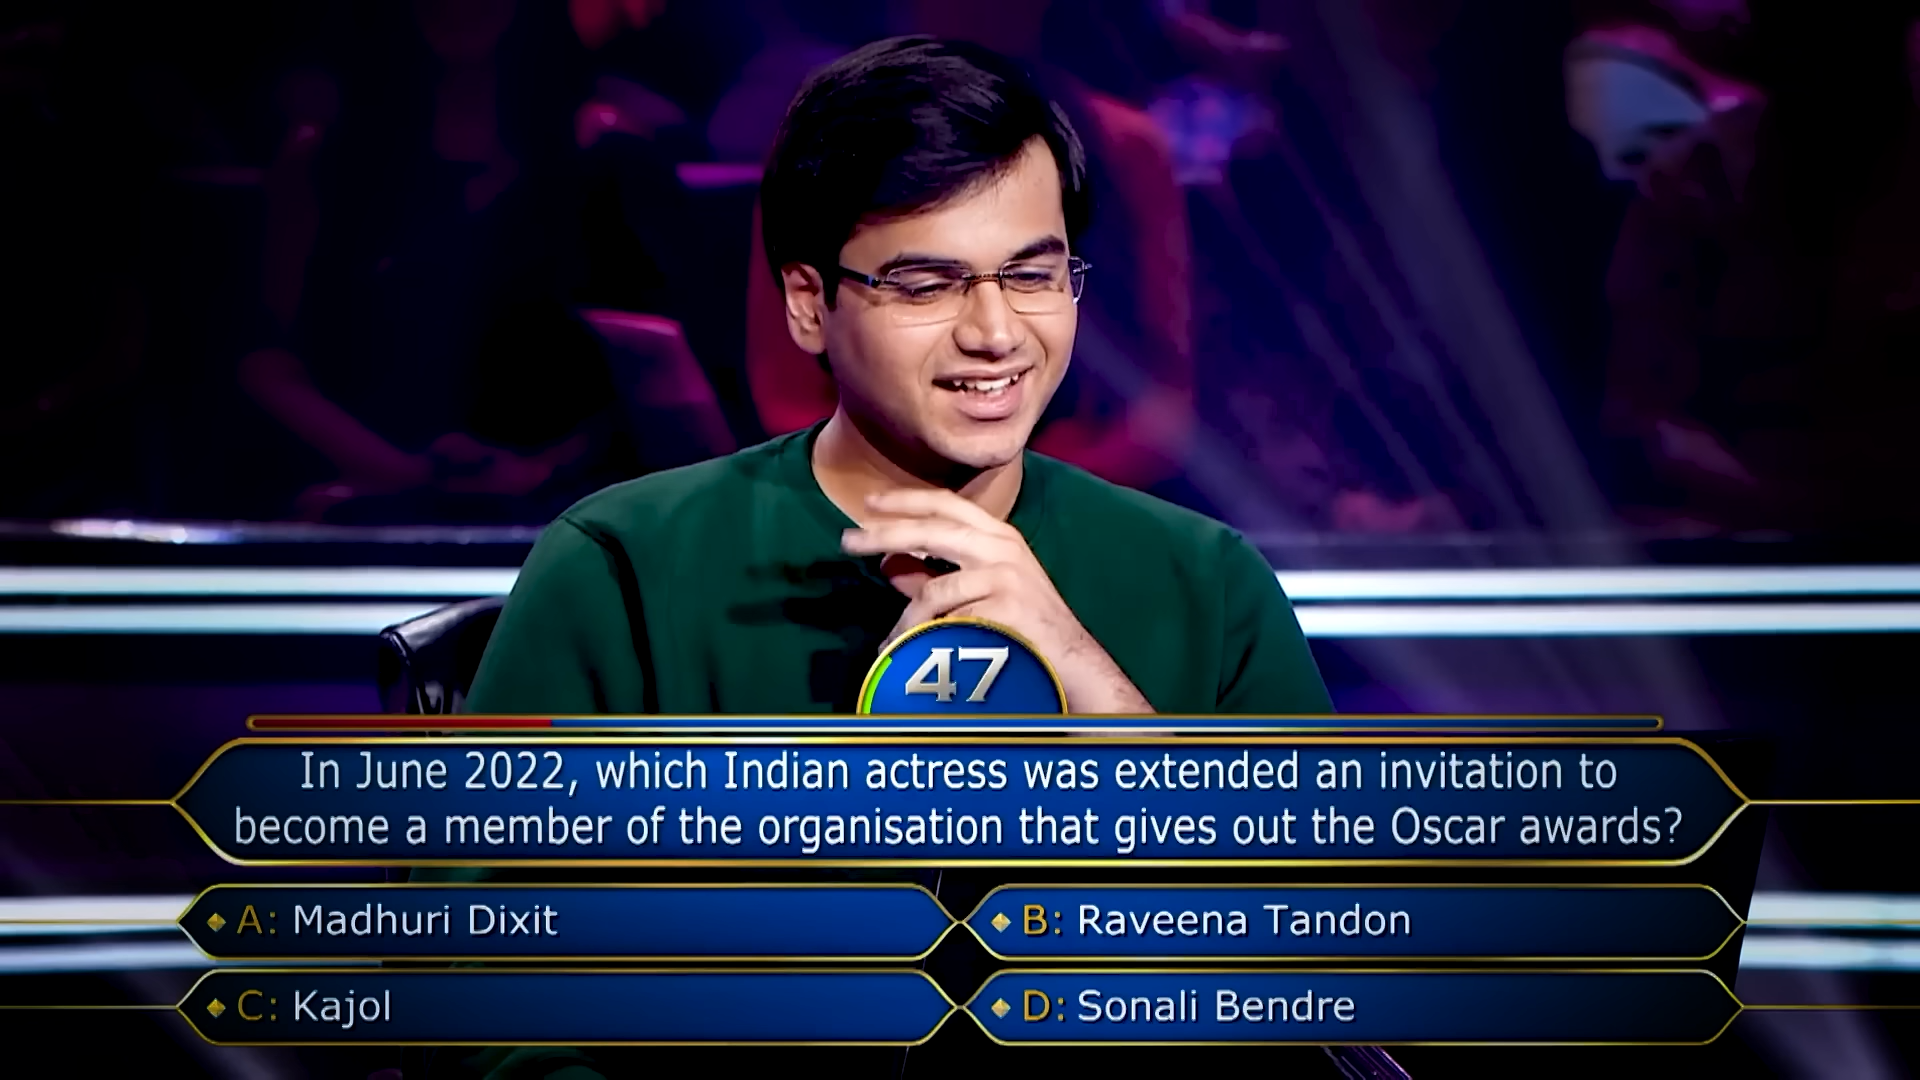 47
In June 2022, which Indian actress was extended an invitation to
become a member of the organisation that gives out the Oscar awards?
A: Madhuri Dixit
B: Raveena Tandon
C: Kajol
D: Sonali Bendre